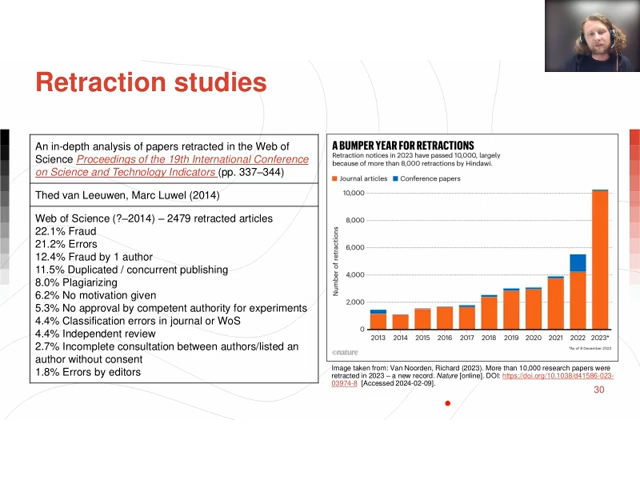 Retraction studies
An in-depth analysis of papers retracted in the Web of
Science Proceedings of the 19th International Conference
on Science and Technology Indicators (pp. 337–344)
Thed van Leeuwen, Marc Luwel (2014)
Web of Science (?–2014) – 2479 retracted articles
22.1% Fraud
21.2% Errors
12.4% Fraud by 1 author
11.5% Duplicated / concurrent publishing
8.0% Plagiarizing
6.2% No motivation given
5.3% No approval by competent authority for experiments
4.4% Classification errors in journal or WoS
4.4% Independent review
2.7% Incomplete consultation between authors/listed an
author without consent
1.8% Errors by editors
A BUMPER YEAR FOR RETRACTIONS
Retraction notices in 2023 have passed 10,000, largely
because of more than 8,000 retractions by Hindawi.
Journal articles Conference papers
Number of retractions
10,000
8,000
6,000
4,000
2,000
0
2013 2014 2015 2016 2017 2018 2019 2020 2021 2022 2023*
©nature
*As of 8 December 2023
Image taken from: Van Noorden, Richard (2023). More than 10,000 research papers were
retracted in 2023 – a new record. Nature [online]. DOI: https://doi.org/10.1038/d41586-023-
03974-8 [Accessed 2024-02-09].
30